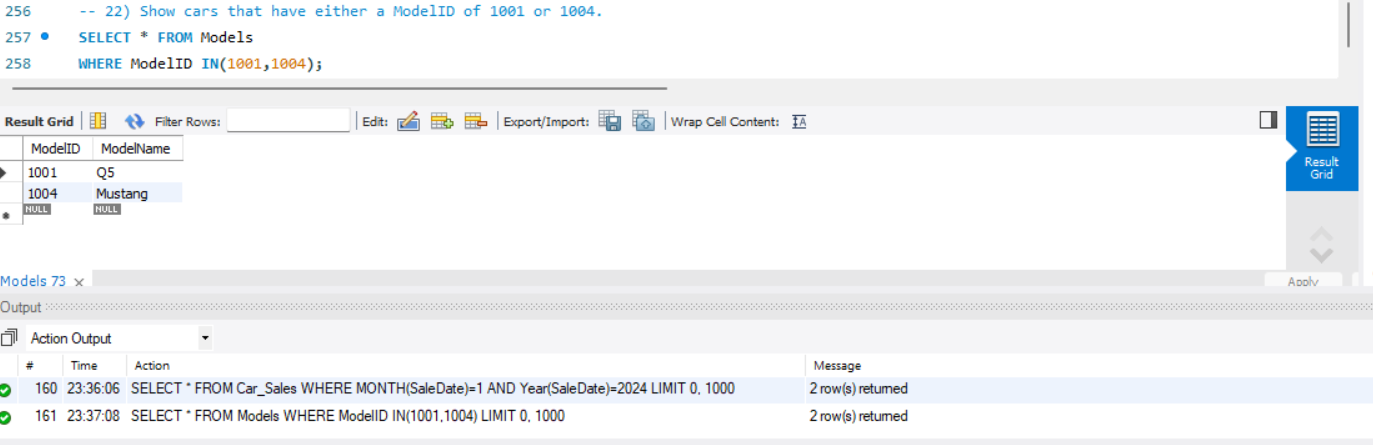 256 -- 22) Show cars that have either a ModelID of 1001 or 1004.
257 SELECT * FROM Models
258 WHERE ModelID IN(1001,1004);
Result Grid Filter Rows: Edit: Export/Import: Wrap Cell Content: IA
ModelID ModelName
1001 Q5
1004 Mustang
NULL NULL
Result
Grid
Models 73 ×
Apply
Output
Action Output
# Time Action Message
160 23:36:06 SELECT * FROM Car_Sales WHERE MONTH(SaleDate)=1 AND Year(SaleDate)=2024 LIMIT 0, 1000 2 row(s) returned
161 23:37:08 SELECT * FROM Models WHERE ModelID IN(1001,1004) LIMIT 0, 1000 2 row(s) returned